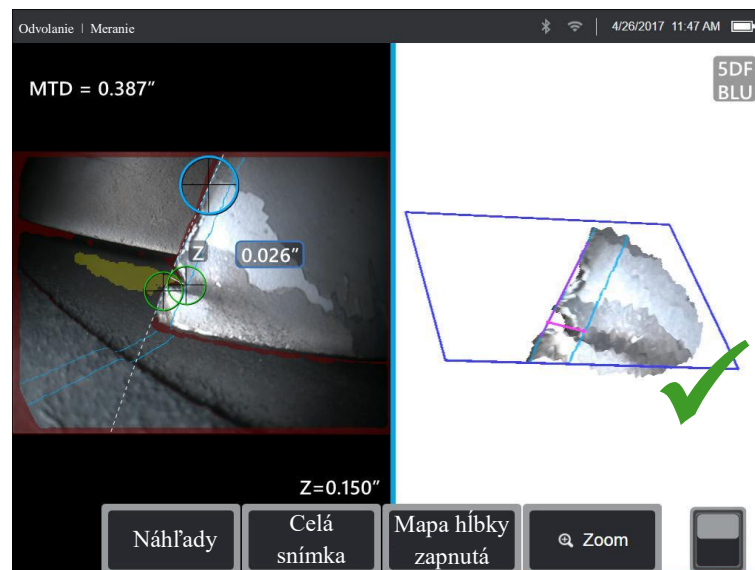 Odvolanie | Meranie
4/26/2017 11:47 AM
MTD = 0.387″
5DF
BLU
Z
0.026″
Z=0.150″
Náhľady
Celá
snímka
Mapa hĺbky
zapnutá
Zoom